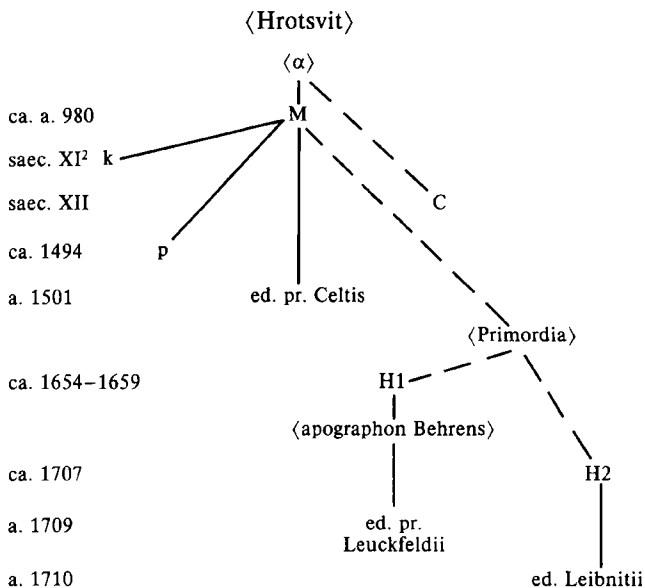 ⟨Hrotsvit⟩
⟨α⟩
ca. a. 980 M
saec. XI² k
saec. XII C
ca. 1494 p
a. 1501 ed. pr. Celtis
⟨Primordia⟩
ca. 1654–1659 H1
⟨apographon Behrens⟩
ca. 1707 H2
a. 1709 ed. pr.
Leuckfeldii
a. 1710 ed. Leibnitii